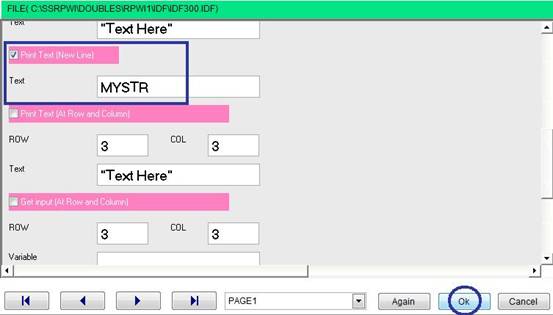 FILE( C:\SSRPWI\DOUBLES\RPWI1\IDF\IDF300.IDF)
Text "Text Here"
Print Text (New Line)
Text MYSTR
Print Text (At Row and Column)
ROW 3 COL 3
Text "Text Here"
Get input (At Row and Column)
ROW 3 COL 3
Variable
PAGE1 Again Ok Cancel